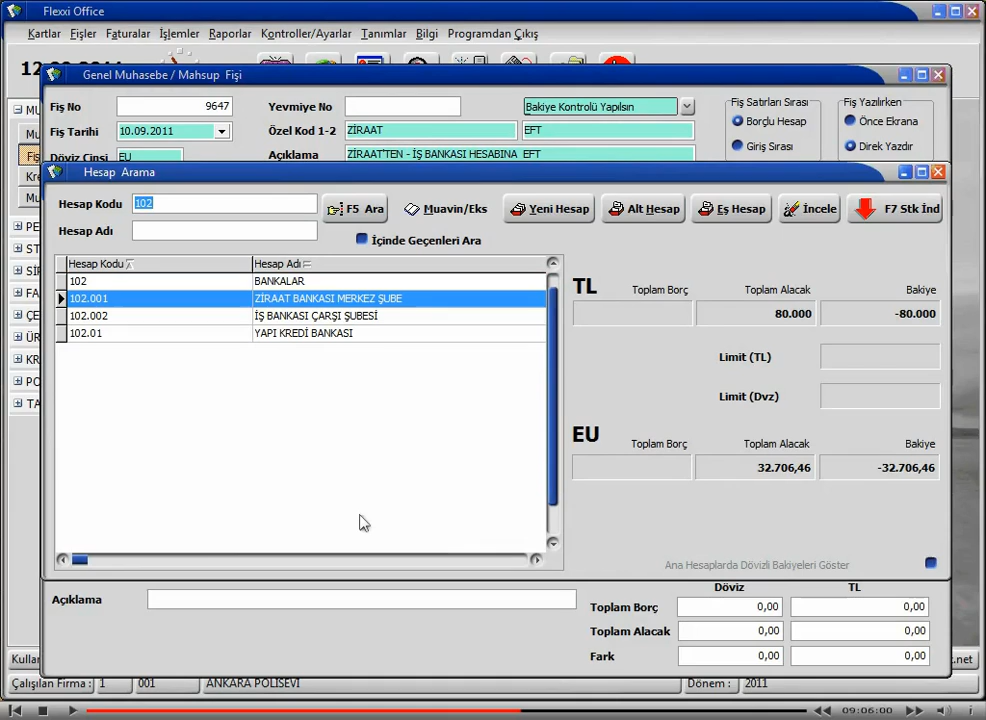 Flexxi Office
Kartlar Fişler Faturalar İşlemler Raporlar Kontroller/Ayarlar Tanımlar Bilgi Programdan Çıkış
Genel Muhasebe / Mahsup Fişi
Fiş No 9647 Yevmiye No Bakiye Kontrolü Yapılsın Fiş Satırları Sırası Fiş Yazılırken
Fiş Tarihi 10.09.2011 Özel Kod 1-2 ZİRAAT EFT Borçlu Hesap Önce Ekrana
Döviz Cinsi EU Açıklama ZİRAAT'TEN - İŞ BANKASI HESABINA EFT Giriş Sırası Direk Yazdır
Hesap Arama
Hesap Kodu 102 F5 Ara Muavin/Eks Yeni Hesap Alt Hesap Eş Hesap İncele F7 Stk İnd
Hesap Adı
İçinde Geçenleri Ara
Hesap Kodu Hesap Adı
102 BANKALAR
102.001 ZİRAAT BANKASI MERKEZ ŞUBE
102.002 İŞ BANKASI ÇARŞI ŞUBESİ
102.01 YAPI KREDİ BANKASI
TL Toplam Borç Toplam Alacak Bakiye
80.000 -80.000
Limit (TL)
Limit (Dvz)
EU Toplam Borç Toplam Alacak Bakiye
32.706,46 -32.706,46
Ana Hesaplarda Dövizli Bakiyeleri Göster
Döviz TL
Açıklama
Toplam Borç 0,00 0,00
Toplam Alacak 0,00 0,00
Fark 0,00 0,00
Kullar
t.net
Çalışılan Firma : 1 001 ANKARA POLİSEVİ Dönem : 2011
09:06:00